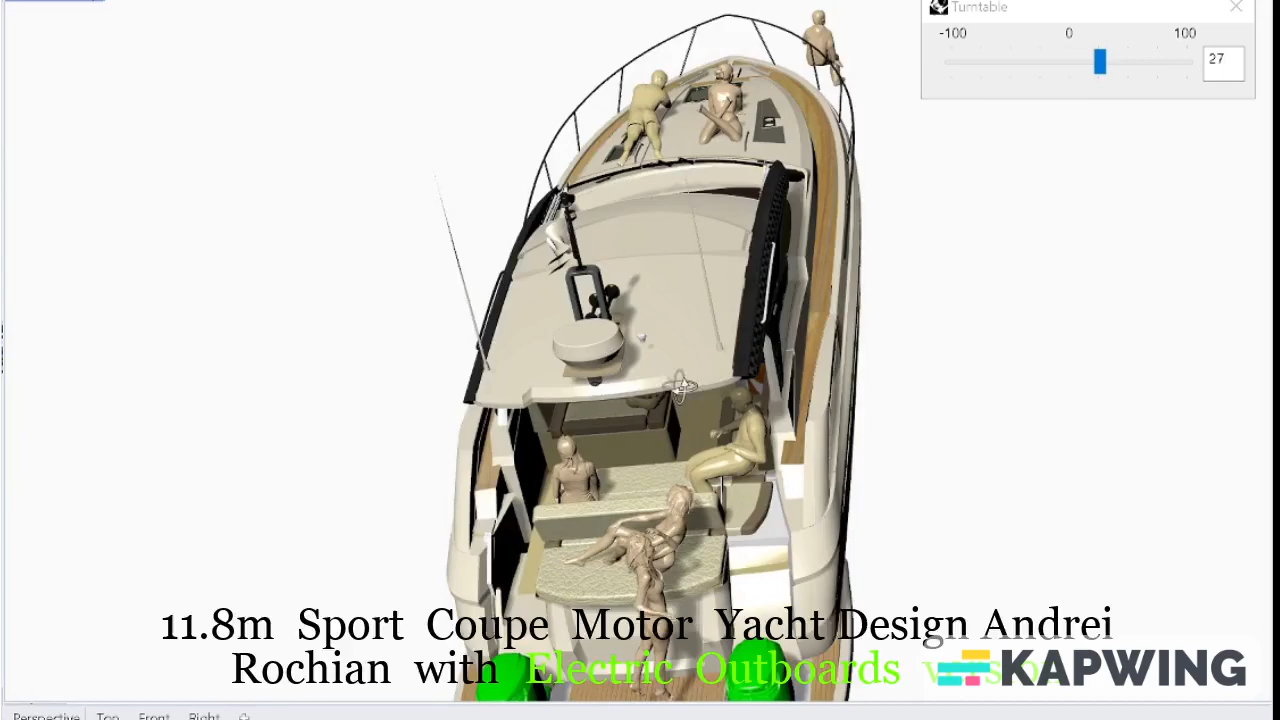 Turntable
-100 0 100
27
11.8m Sport Coupe Motor Yacht Design Andrei
Rochian with Electric Outboards
KAPWING
Perspective Top Front Right